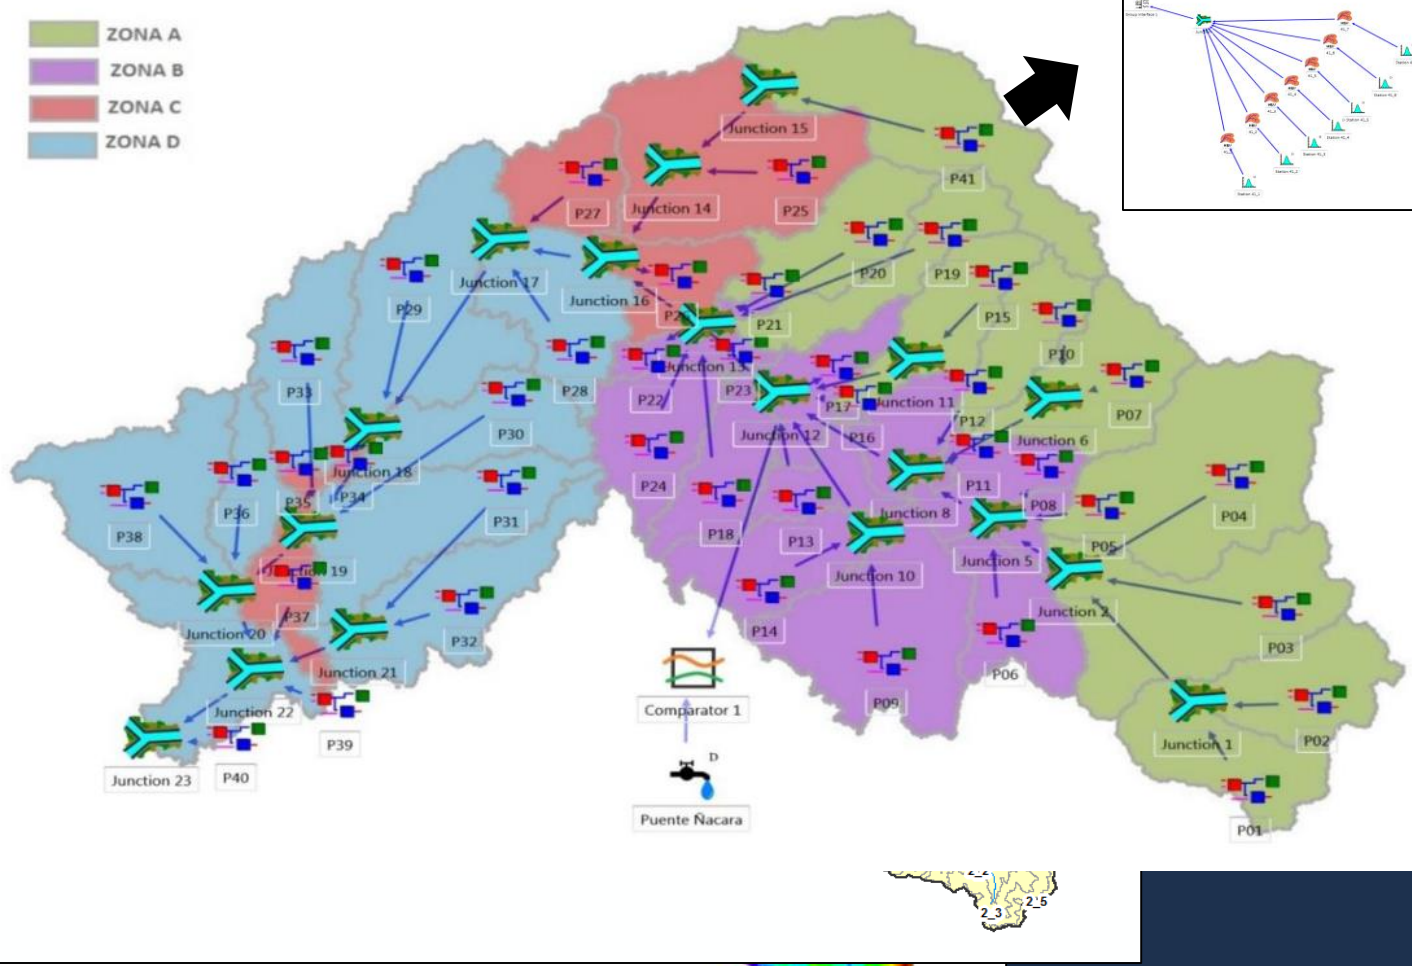 ZONA A
ZONA B
ZONA C
ZONA D
Junction 15
P41
P27
Junction 14
P25
P20
P19
Junction 17
Junction 16
P29
P21
P15
P10
Junction 13
P33
P28
P22
P23
P17
Junction 11
P12
P07
P30
Junction 12
P16
Junction 6
Junction 18
P35
P34
P24
P11
P08
P36
P38
P31
P18
P13
Junction 8
P05
P04
Junction 19
Junction 10
Junction 5
P37
Junction 2
Junction 20
P32
P14
P03
Junction 21
P06
Junction 22
Comparator 1
P09
P39
Junction 1
P02
Junction 23
P40
D
Puente Ñacara
P01
2_2
2_3
2_5